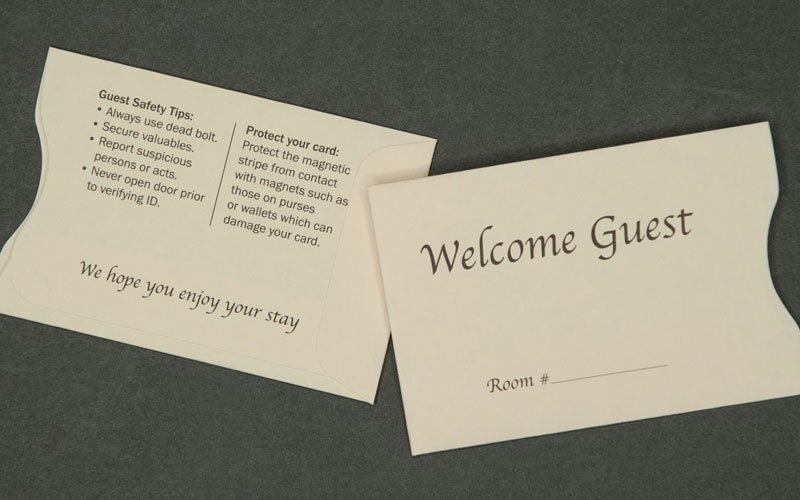 Guest Safety Tips:
• Always use dead bolt.
• Secure valuables.
• Report suspicious
persons or acts.
• Never open door prior
to verifying ID.
Protect your card:
Protect the magnetic
stripe from contact
with magnets such as
those on purses
or wallets which can
damage your card.
We hope you enjoy your stay
Welcome Guest
Room #